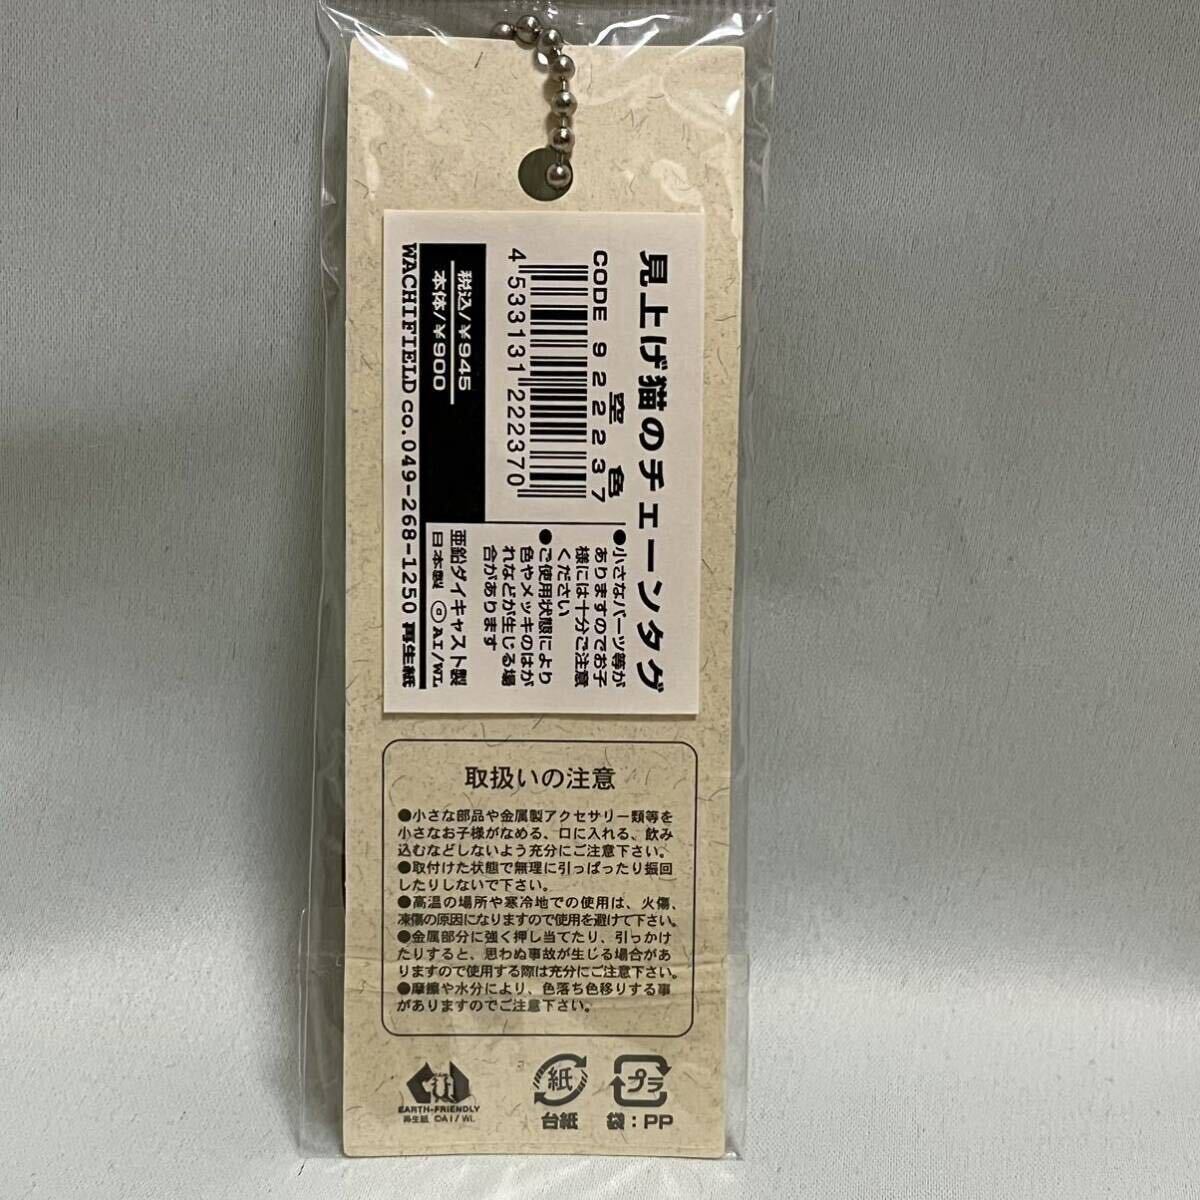 見上げ猫のチェーンタグ
空 色
CODE 922237
4 533131 222370
税込/¥945
本体/¥900
●小さなパーツ等が
ありますのでお子
様には十分ご注意
ください
●ご使用状態により
色やメッキのはが
れなどが生じる場
合があります
亜鉛ダイキャスト製
日本製 ©AI/WL
WACHIFIELD co.049-268-1250 再生紙
取扱いの注意
●小さな部品や金属製アクセサリー類等を
小さなお子様がなめる、口に入れる、飲み
込むなどしないよう充分にご注意下さい。
●取付けた状態で無理に引っぱったり振回
したりしないで下さい。
●高温の場所や寒冷地での使用は、火傷、
凍傷の原因になりますので使用を避けて下さい。
●金属部分に強く押し当てたり、引っかけ
たりすると、思わぬ事故が生じる場合があ
りますので使用する際は充分にご注意下さい。
●摩擦や水分により、色落ち色移りする事
がありますのでご注意下さい。
EARTH-FRIENDLY
再生紙 ©AI/WL
紙
台紙
プラ
袋：PP